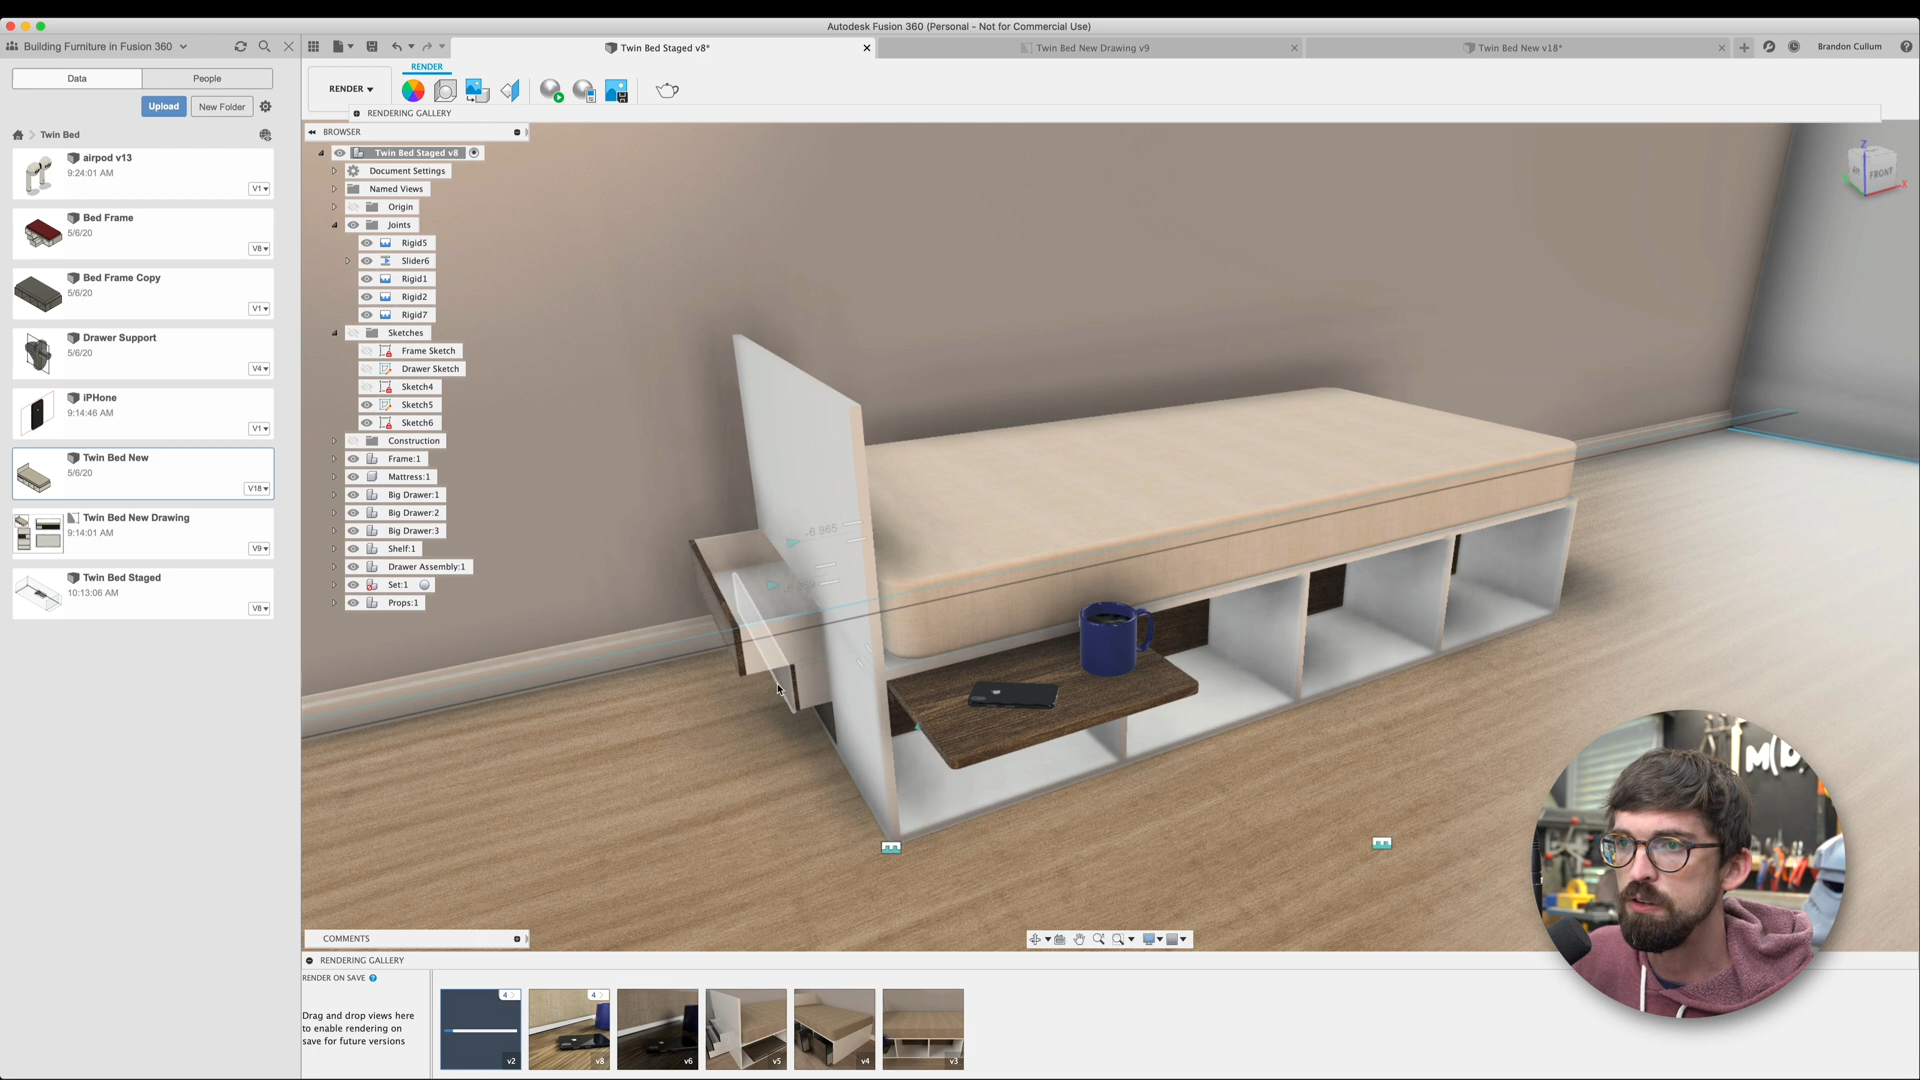 Autodesk Fusion 360 (Personal - Not for Commercial Use)
Building Furniture in Fusion 360
Twin Bed Staged v8*
Twin Bed New Drawing v9
Twin Bed New v18*
Brandon Cullum
Data
People
Upload
New Folder
Twin Bed
airpod v13
9:24:01 AM
V1
Bed Frame
5/6/20
V8
Bed Frame Copy
5/6/20
V1
Drawer Support
5/6/20
V4
iPHone
9:14:46 AM
V1
Twin Bed New
5/6/20
V18
Twin Bed New Drawing
9:14:01 AM
V9
Twin Bed Staged
10:13:06 AM
V8
RENDER
RENDER
RENDERING GALLERY
BROWSER
Twin Bed Staged v8
Document Settings
Named Views
Origin
Joints
Rigid5
Slider6
Rigid1
Rigid2
Rigid7
Sketches
Frame Sketch
Drawer Sketch
Sketch4
Sketch5
Sketch6
Construction
Frame:1
Mattress:1
Big Drawer:1
Big Drawer:2
Big Drawer:3
Shelf:1
Drawer Assembly:1
Set:1
Props:1
Z
FRONT
X
-6 865
COMMENTS
RENDERING GALLERY
RENDER ON SAVE
Drag and drop views here
to enable rendering on
save for future versions
4
v2
4
v8
v6
v5
v4
v3